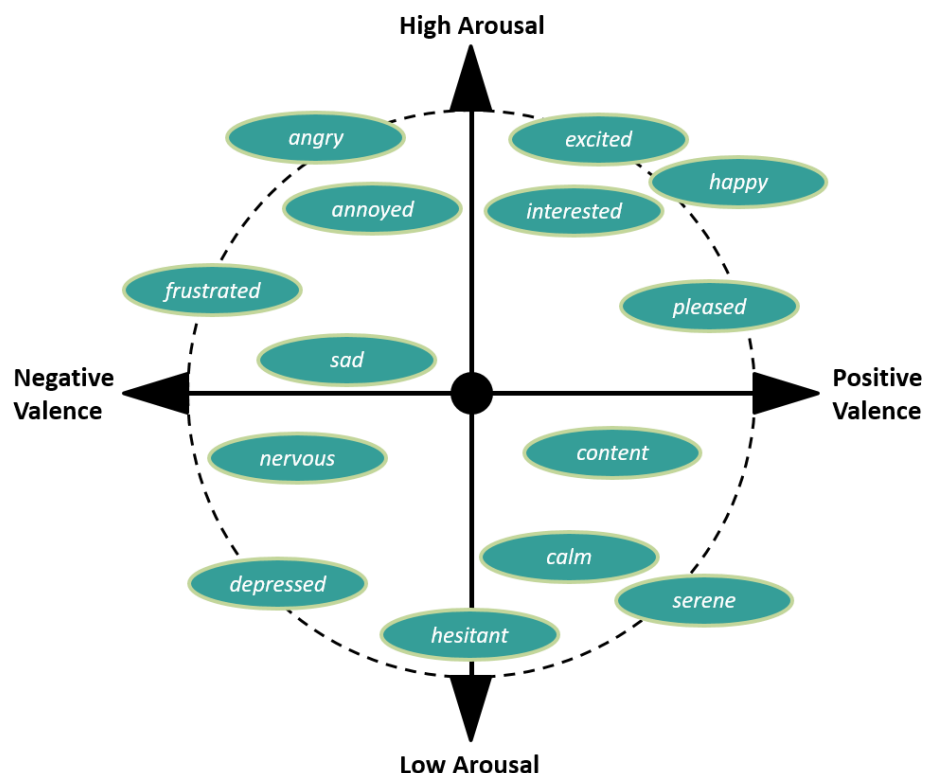 High Arousal
angry
excited
happy
annoyed
interested
frustrated
pleased
sad
Negative
Valence
Positive
Valence
nervous
content
calm
depressed
serene
hesitant
Low Arousal